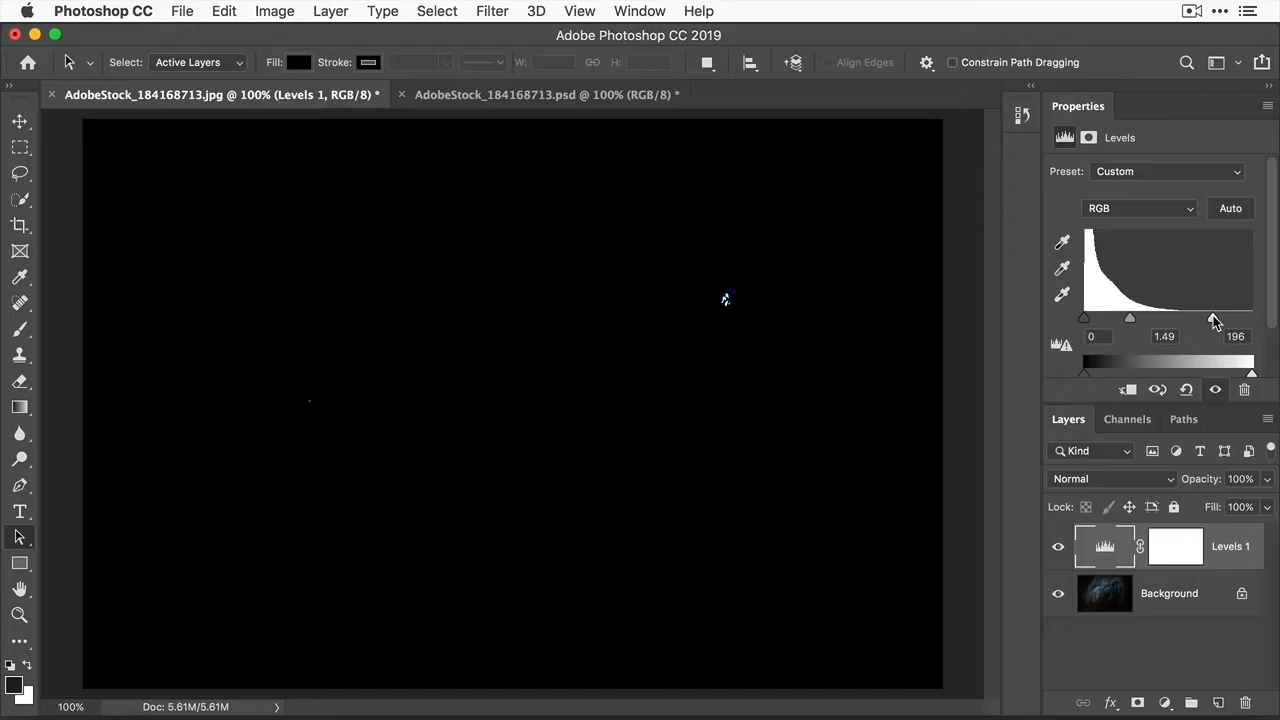 Photoshop CC File Edit Image Layer Type Select Filter 3D View Window Help
Adobe Photoshop CC 2019
Select: Active Layers Fill: Stroke: W: H: Align Edges Constrain Path Dragging
AdobeStock_184168713.jpg @ 100% (Levels 1, RGB/8) * AdobeStock_184168713.psd @ 100% (RGB/8) *
Properties
Levels
Preset: Custom
RGB Auto
0 1.49 196
Layers Channels Paths
Kind
Normal Opacity: 100%
Lock: Fill: 100%
Levels 1
Background
100% Doc: 5.61M/5.61M